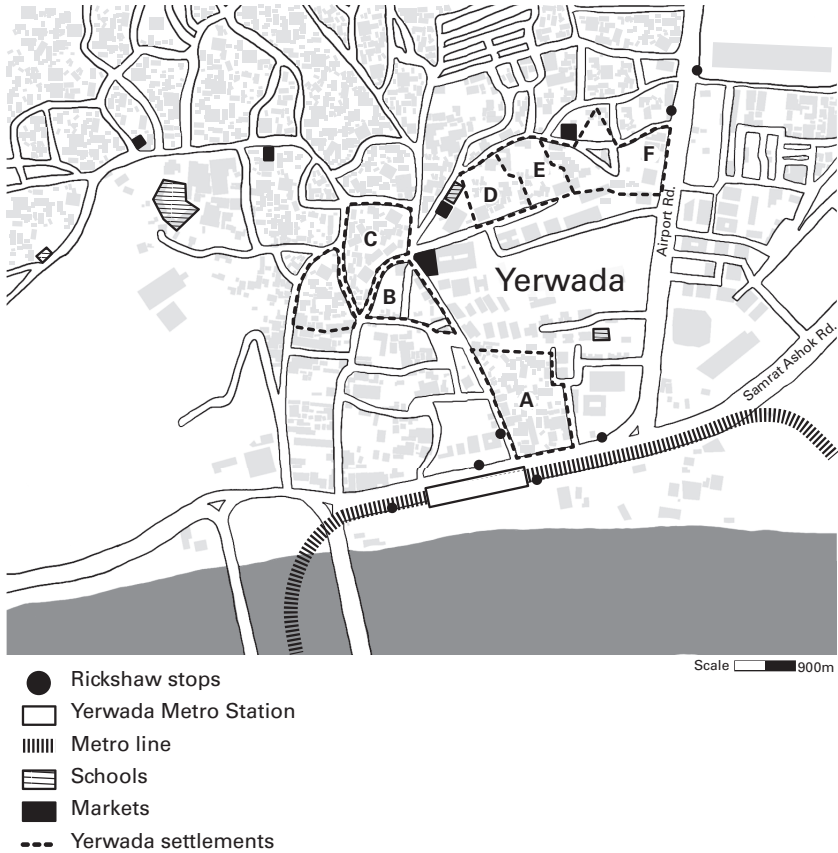 F
E
D
Airport Rd.
C
Yerwada
B
Samrat Ashok Rd.
A
Scale 900m
Rickshaw stops
Yerwada Metro Station
Metro line
Schools
Markets
Yerwada settlements